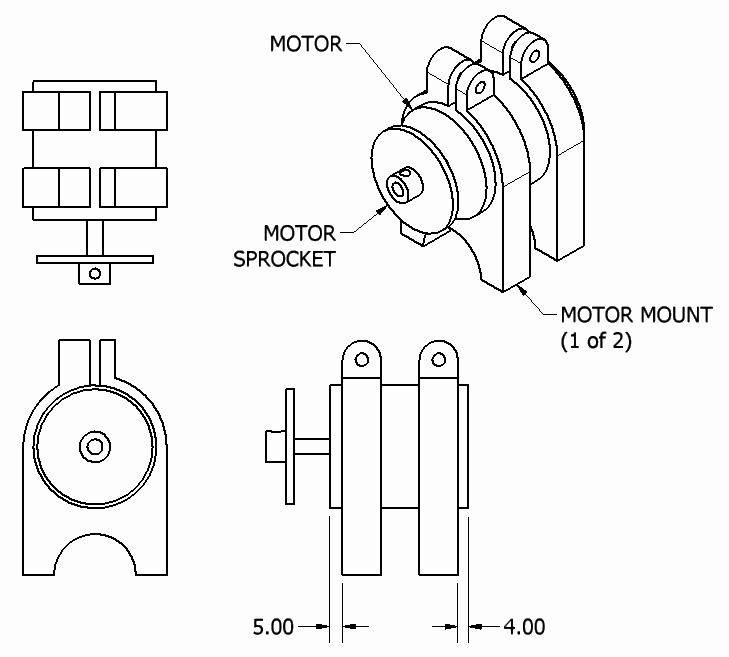 MOTOR
MOTOR
SPROCKET
MOTOR MOUNT
(1 of 2)
5.00
4.00